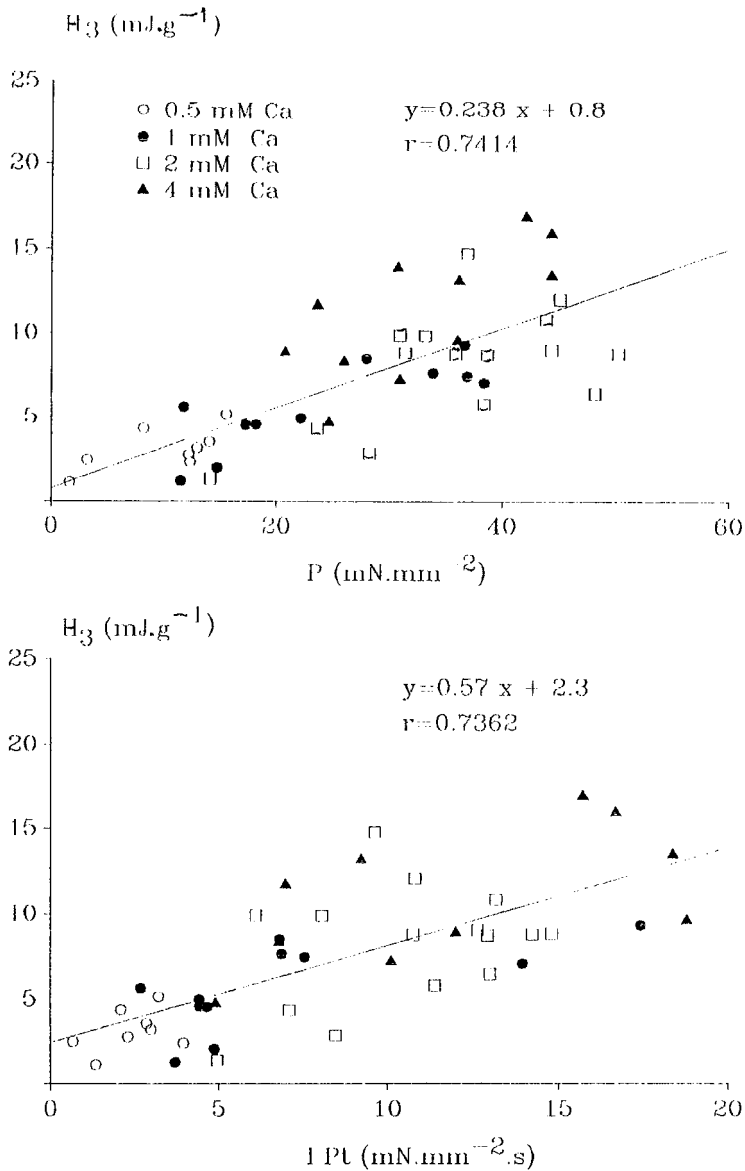 H₃ (mJ.g⁻¹)
25
○ 0.5 mM Ca
y=0.238 x + 0.8
● 1 mM Ca
r=0.7414
20
□ 2 mM Ca
▲ 4 mM Ca
15
10
5
0 20 40 60
P (mN.mm⁻²)
H₃ (mJ.g⁻¹)
25
y=0.57 x + 2.3
r=0.7362
20
15
10
5
0 5 10 15 20
I Pt (mN.mm⁻².s)